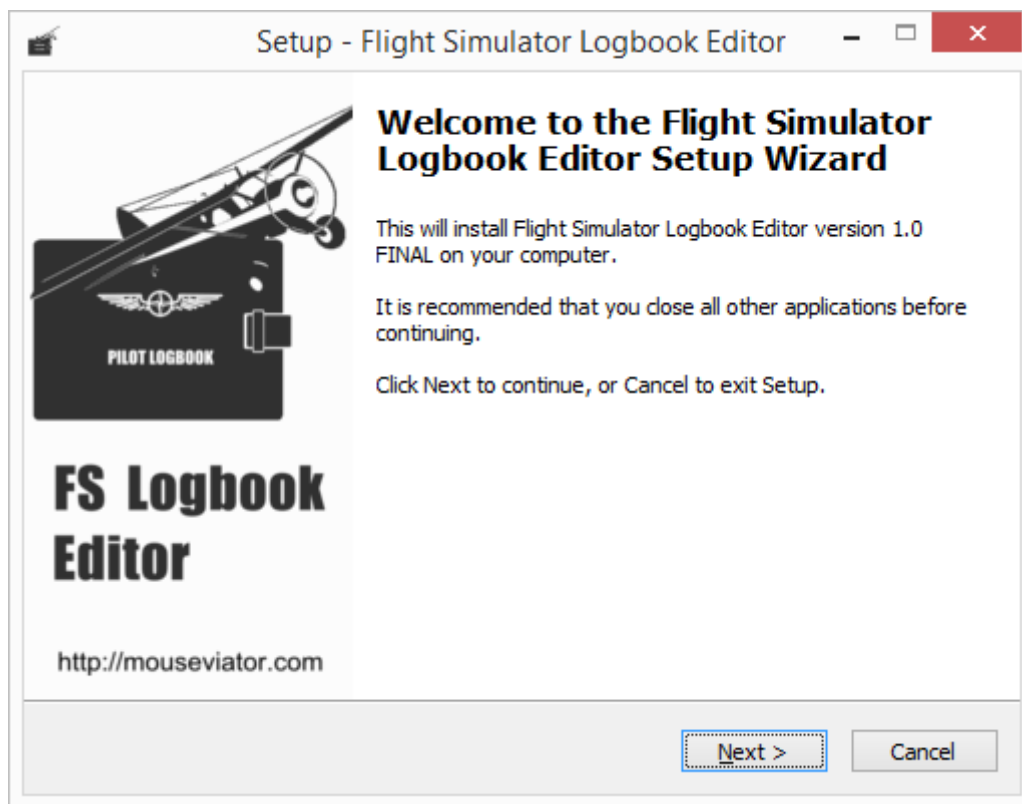 Setup - Flight Simulator Logbook Editor
Welcome to the Flight Simulator
Logbook Editor Setup Wizard
This will install Flight Simulator Logbook Editor version 1.0
FINAL on your computer.
It is recommended that you close all other applications before
continuing.
Click Next to continue, or Cancel to exit Setup.
PILOT LOGBOOK
FS Logbook
Editor
http://mouseviator.com
Next >
Cancel